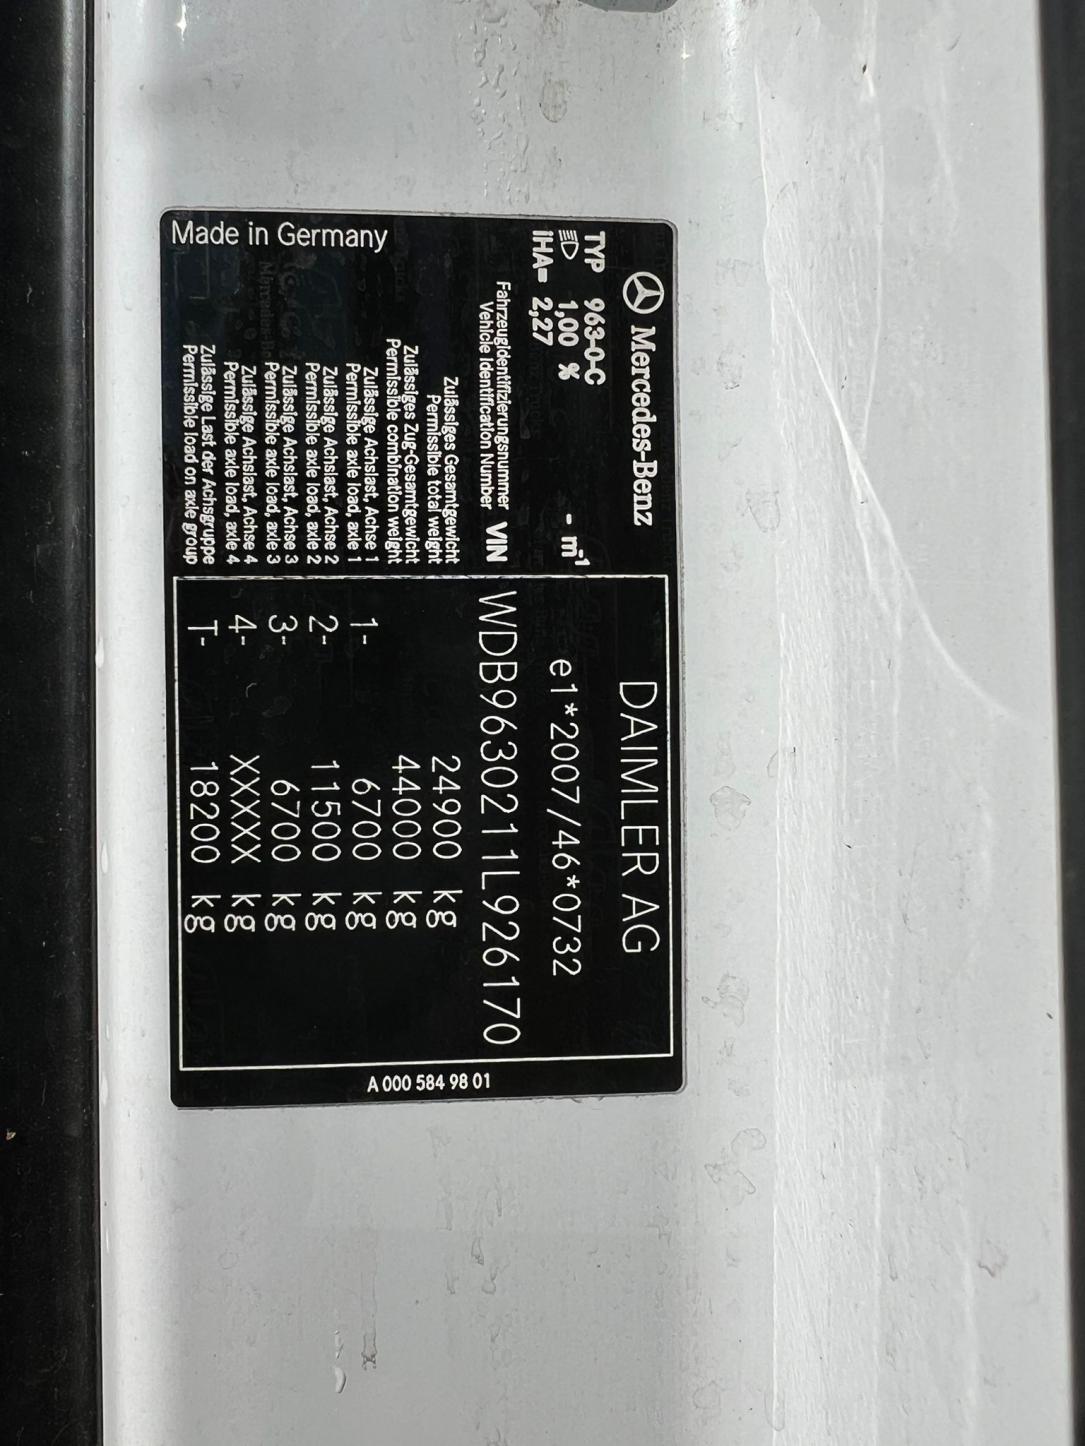 Mercedes-Benz
DAIMLER AG
TYP 963-0-C
1,00 % - m⁻¹ e1*2007/46*0732
iHA= 2,27
Fahrzeugidentifizierungsnummer
Vehicle Identification Number VIN WDB9630211L926170
Zulässiges Gesamtgewicht
Permissible total weight 24900 kg
Zulässiges Zug-Gesamtgewicht
Permissible combination weight 44000 kg
Zulässige Achslast, Achse 1
Permissible axle load, axle 1 1- 6700 kg
Zulässige Achslast, Achse 2
Permissible axle load, axle 2 2- 11500 kg
Zulässige Achslast, Achse 3
Permissible axle load, axle 3 3- 6700 kg
Zulässige Achslast, Achse 4
Permissible axle load, axle 4 4- XXXXX kg
Zulässige Last der Achsgruppe
Permissible load on axle group T- 18200 kg
Made in Germany
A 000 584 98 01